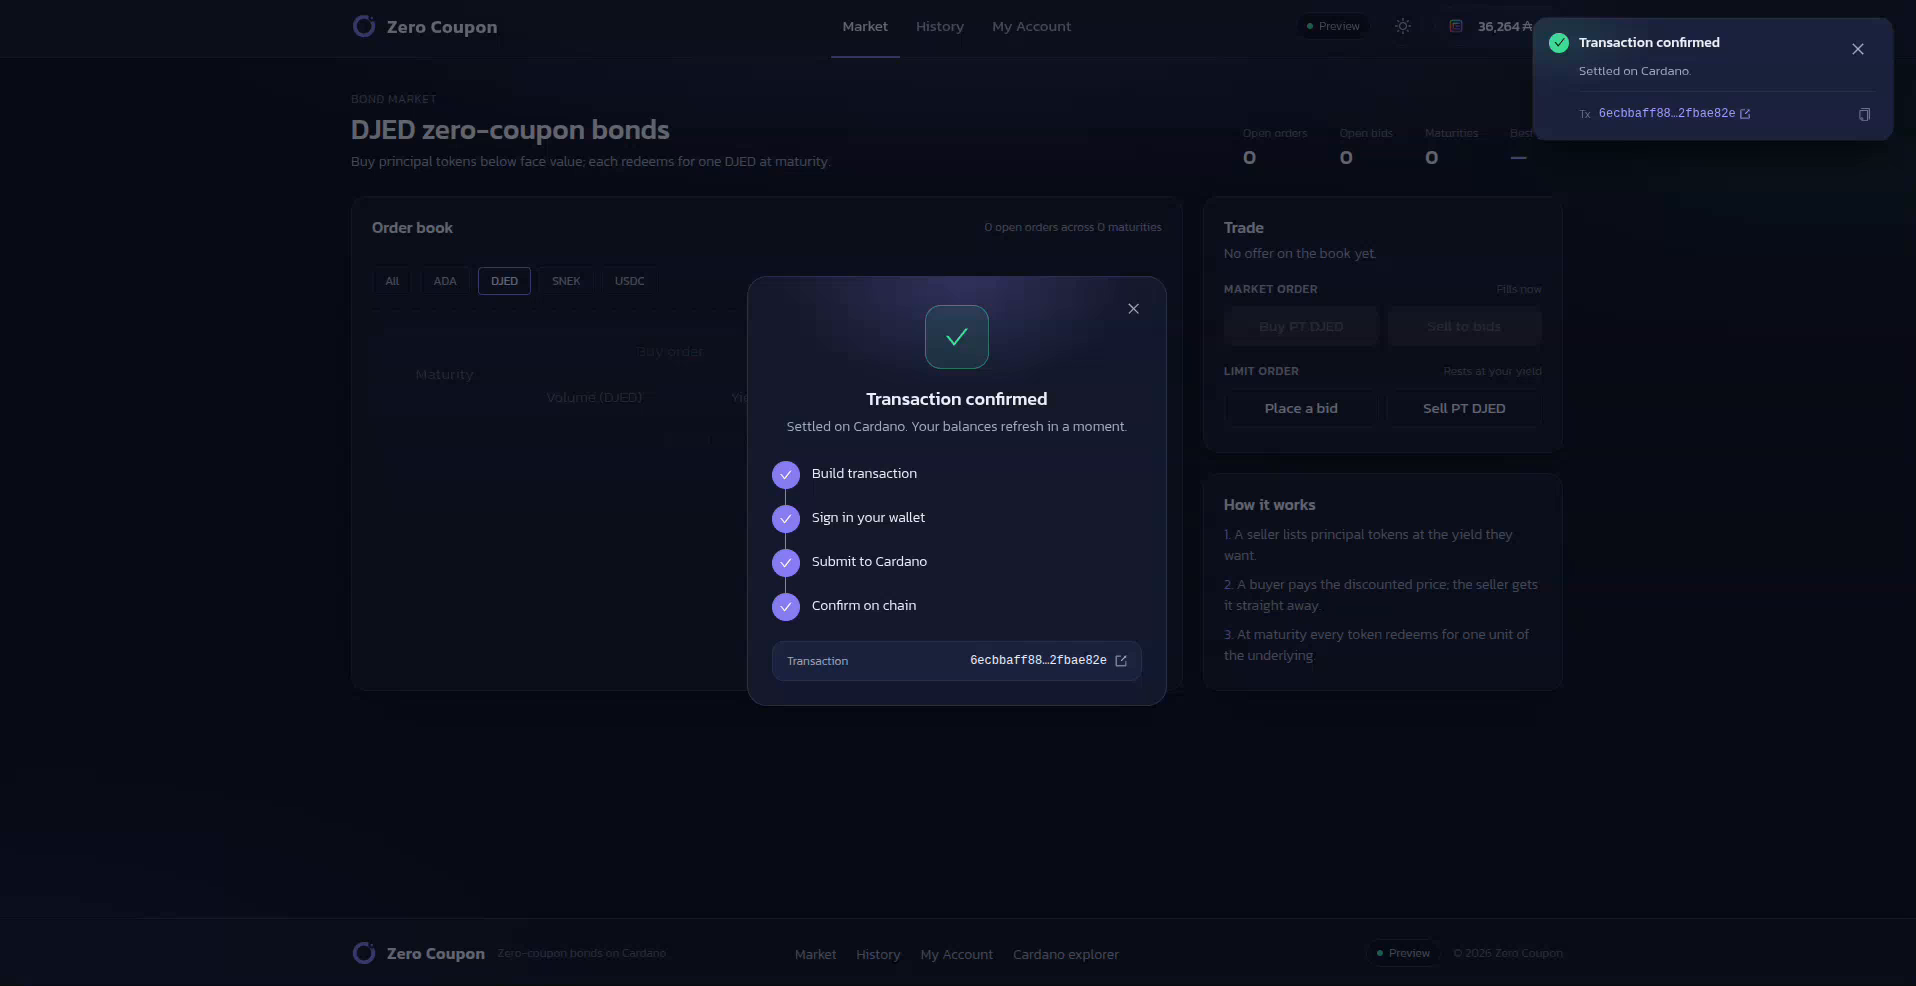 Zero Coupon
Market
History
My Account
Preview
36,264 ₳
Transaction confirmed
Settled on Cardano.
Tx 6ecbbaff88…2fbae82e
BOND MARKET
DJED zero-coupon bonds
Buy principal tokens below face value; each redeems for one DJED at maturity.
Open orders
0
Open bids
0
Maturities
0
Best
—
Order book
0 open orders across 0 maturities
All
ADA
DJED
SNEK
USDC
Buy order
Maturity
Volume (DJED)
Trade
No offer on the book yet.
MARKET ORDER
Fills now
Buy PT DJED
Sell to bids
LIMIT ORDER
Rests at your yield
Place a bid
Sell PT DJED
How it works
1. A seller lists principal tokens at the yield they
want.
2. A buyer pays the discounted price; the seller gets
it straight away.
3. At maturity every token redeems for one unit of
the underlying.
Transaction confirmed
Settled on Cardano. Your balances refresh in a moment.
Build transaction
Sign in your wallet
Submit to Cardano
Confirm on chain
Transaction
6ecbbaff88…2fbae82e
Zero Coupon
Zero-coupon bonds on Cardano
Market
History
My Account
Cardano explorer
Preview
© 2026 Zero Coupon